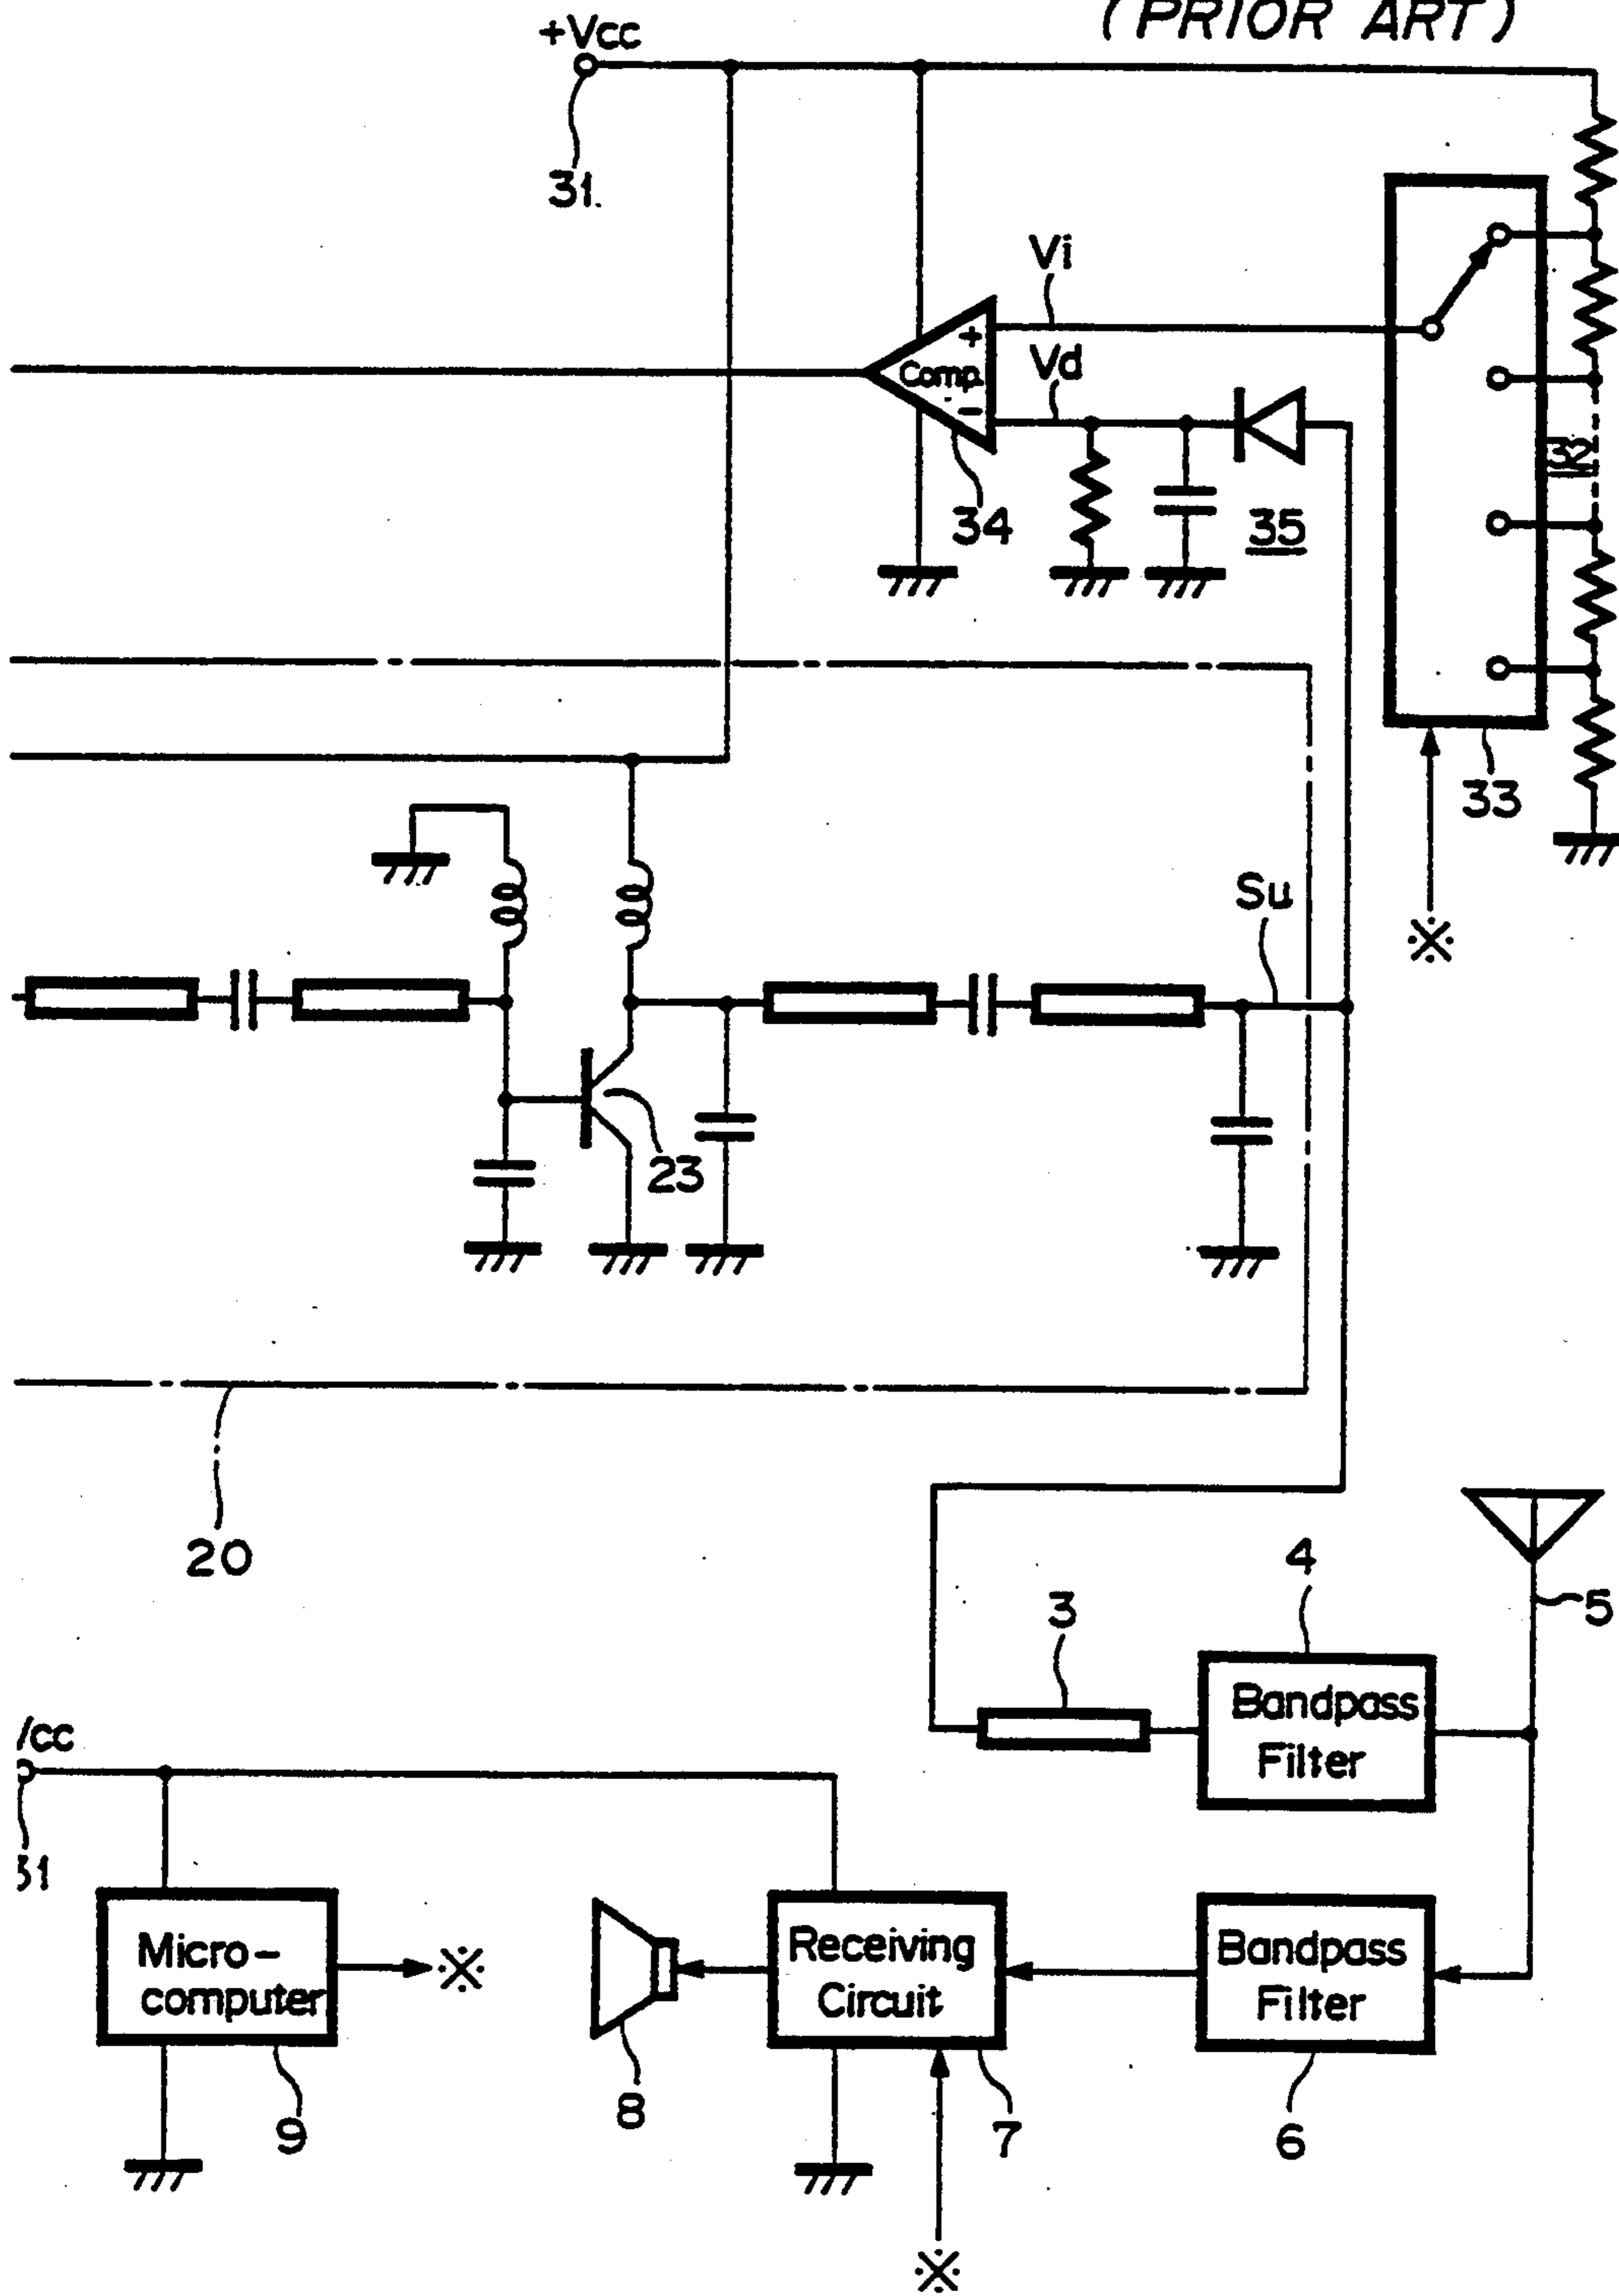 (PRIOR ART)
+Vcc
31.
Vi
+
Comp.
Vd
−
34
35
32
33
※
Su
23
20
4
3
5
Bandpass
Filter
31
Micro-
computer
※
Receiving
Circuit
Bandpass
Filter
9
8
7
6
※